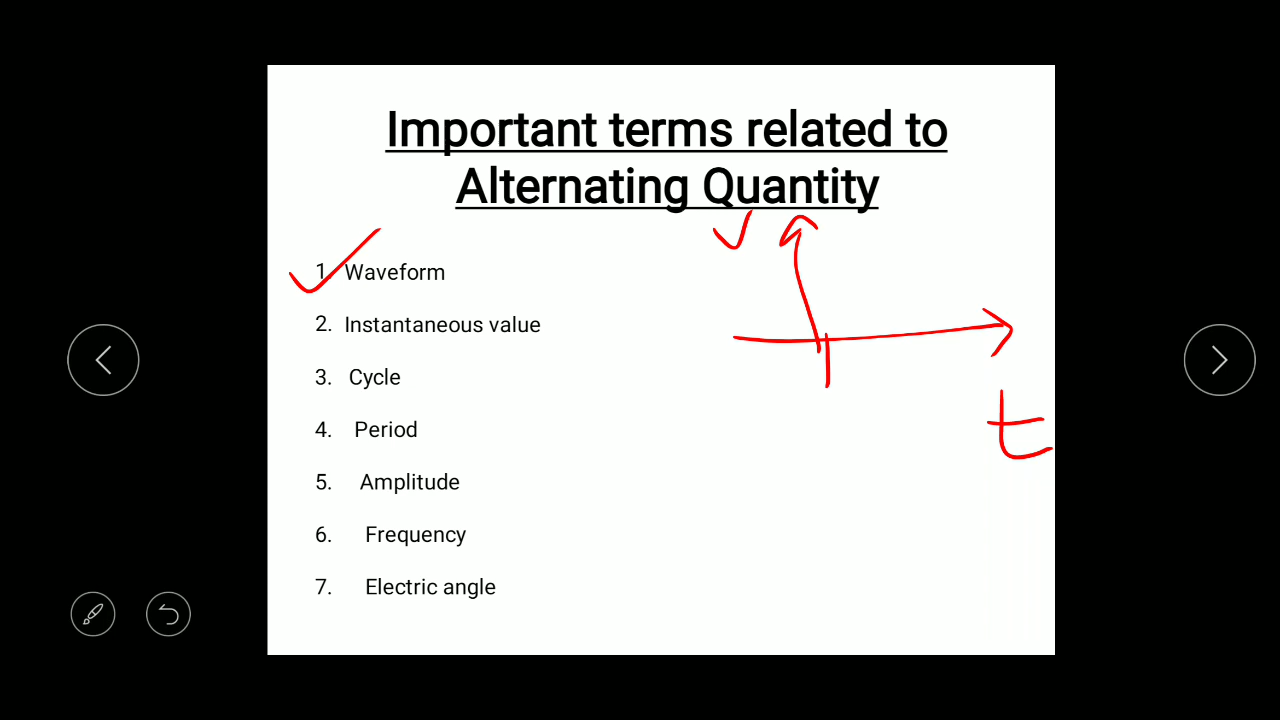 Important terms related to
Alternating Quantity
1. Waveform
2. Instantaneous value
3. Cycle
4. Period
5. Amplitude
6. Frequency
7. Electric angle
V
t